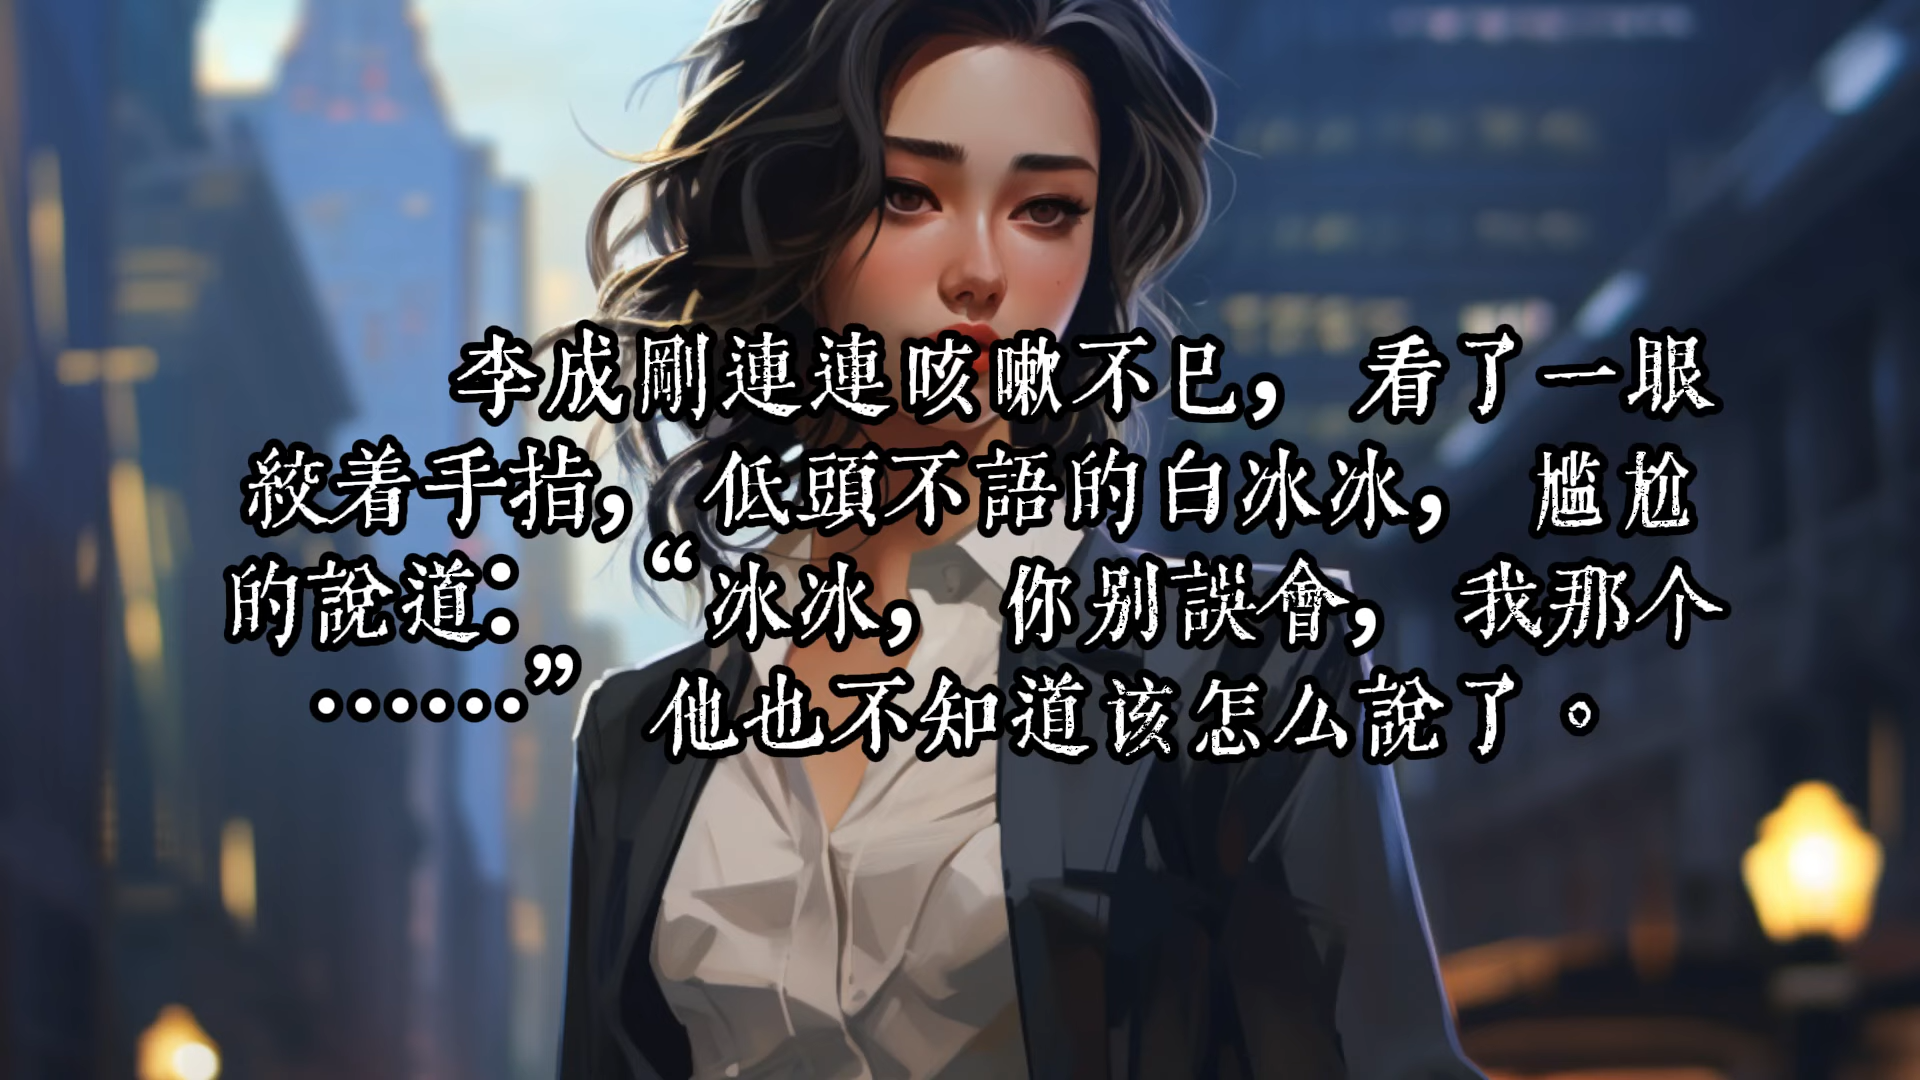 李成剛連連咳嗽不已，看了一眼
絞着手指，低頭不語的白冰冰，尷尬
的說道：“冰冰，你别誤會，我那个
……”他也不知道该怎么說了。